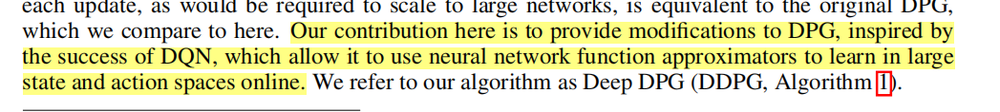 each update, as would be required to scale to large networks, is equivalent to the original DPG,
which we compare to here. Our contribution here is to provide modifications to DPG, inspired by
the success of DQN, which allow it to use neural network function approximators to learn in large
state and action spaces online. We refer to our algorithm as Deep DPG (DDPG, Algorithm 1).